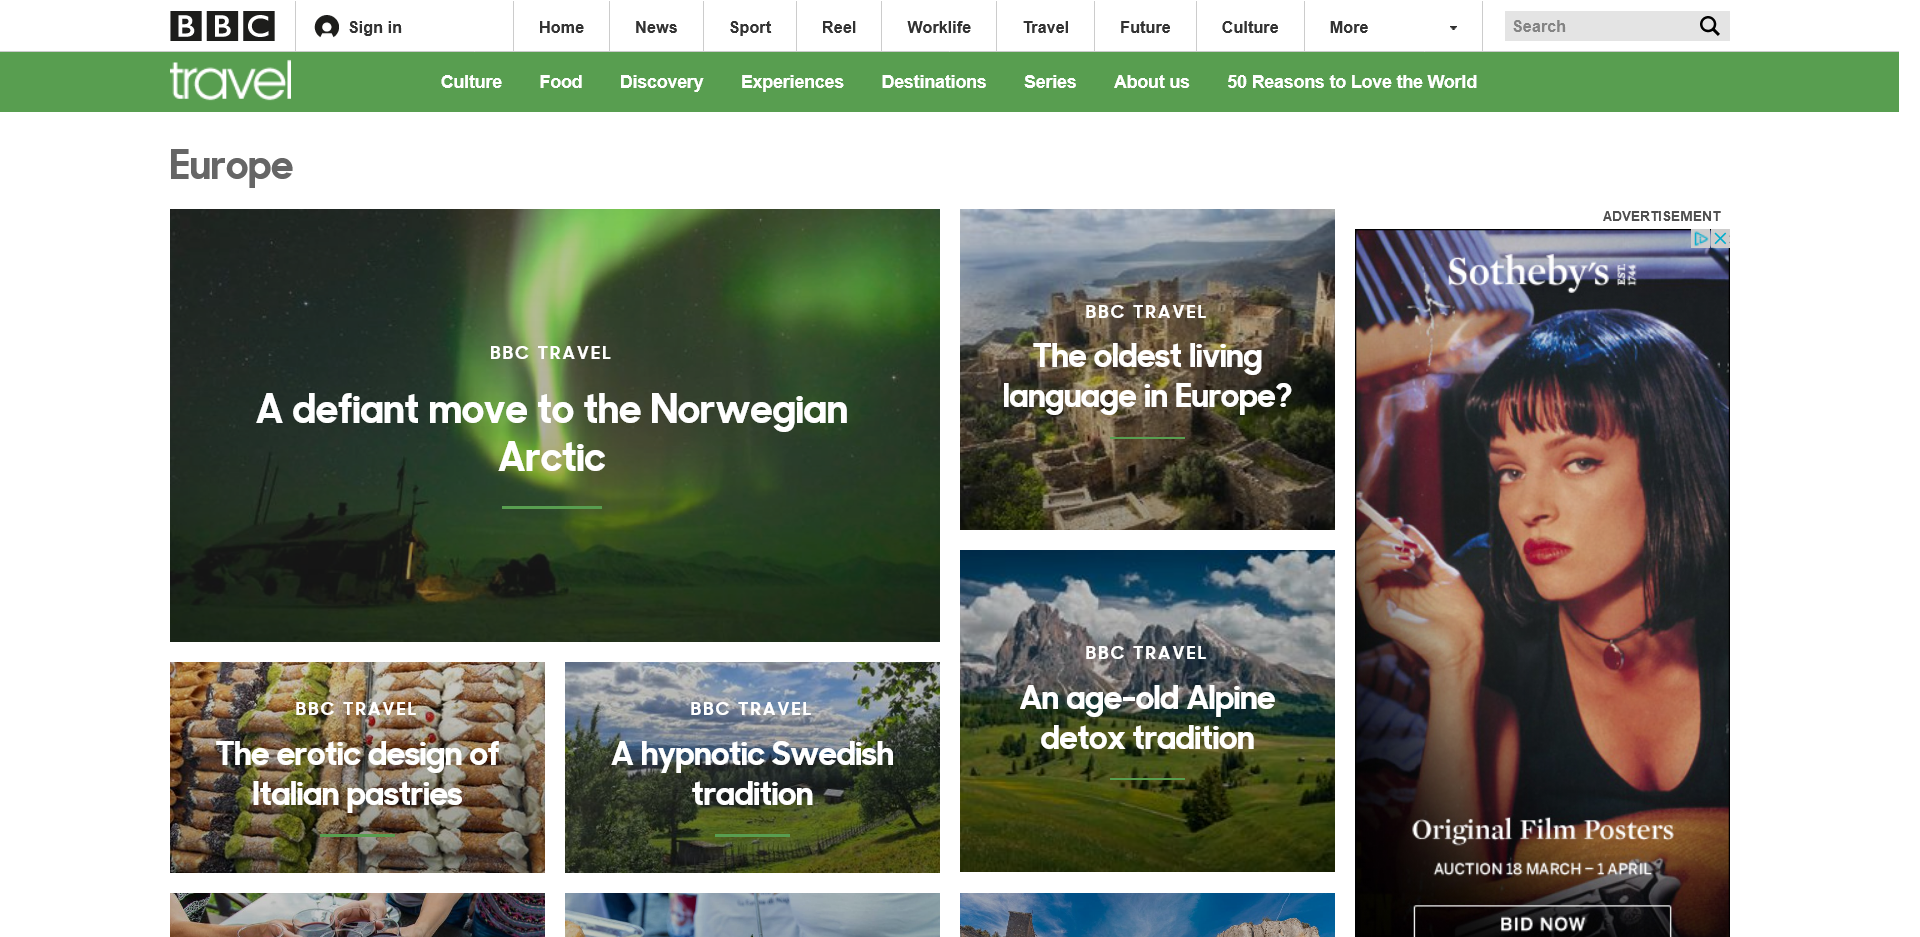 BBC
Sign in
Home
News
Sport
Reel
Worklife
Travel
Future
Culture
More
Search
travel
Culture
Food
Discovery
Experiences
Destinations
Series
About us
50 Reasons to Love the World
Europe
BBC TRAVEL
A defiant move to the Norwegian
Arctic
BBC TRAVEL
The oldest living
language in Europe?
ADVERTISEMENT
Sotheby's EST. 1744
BBC TRAVEL
An age-old Alpine
detox tradition
BBC TRAVEL
The erotic design of
Italian pastries
BBC TRAVEL
A hypnotic Swedish
tradition
Original Film Posters
AUCTION 18 MARCH – 1 APRIL
BID NOW